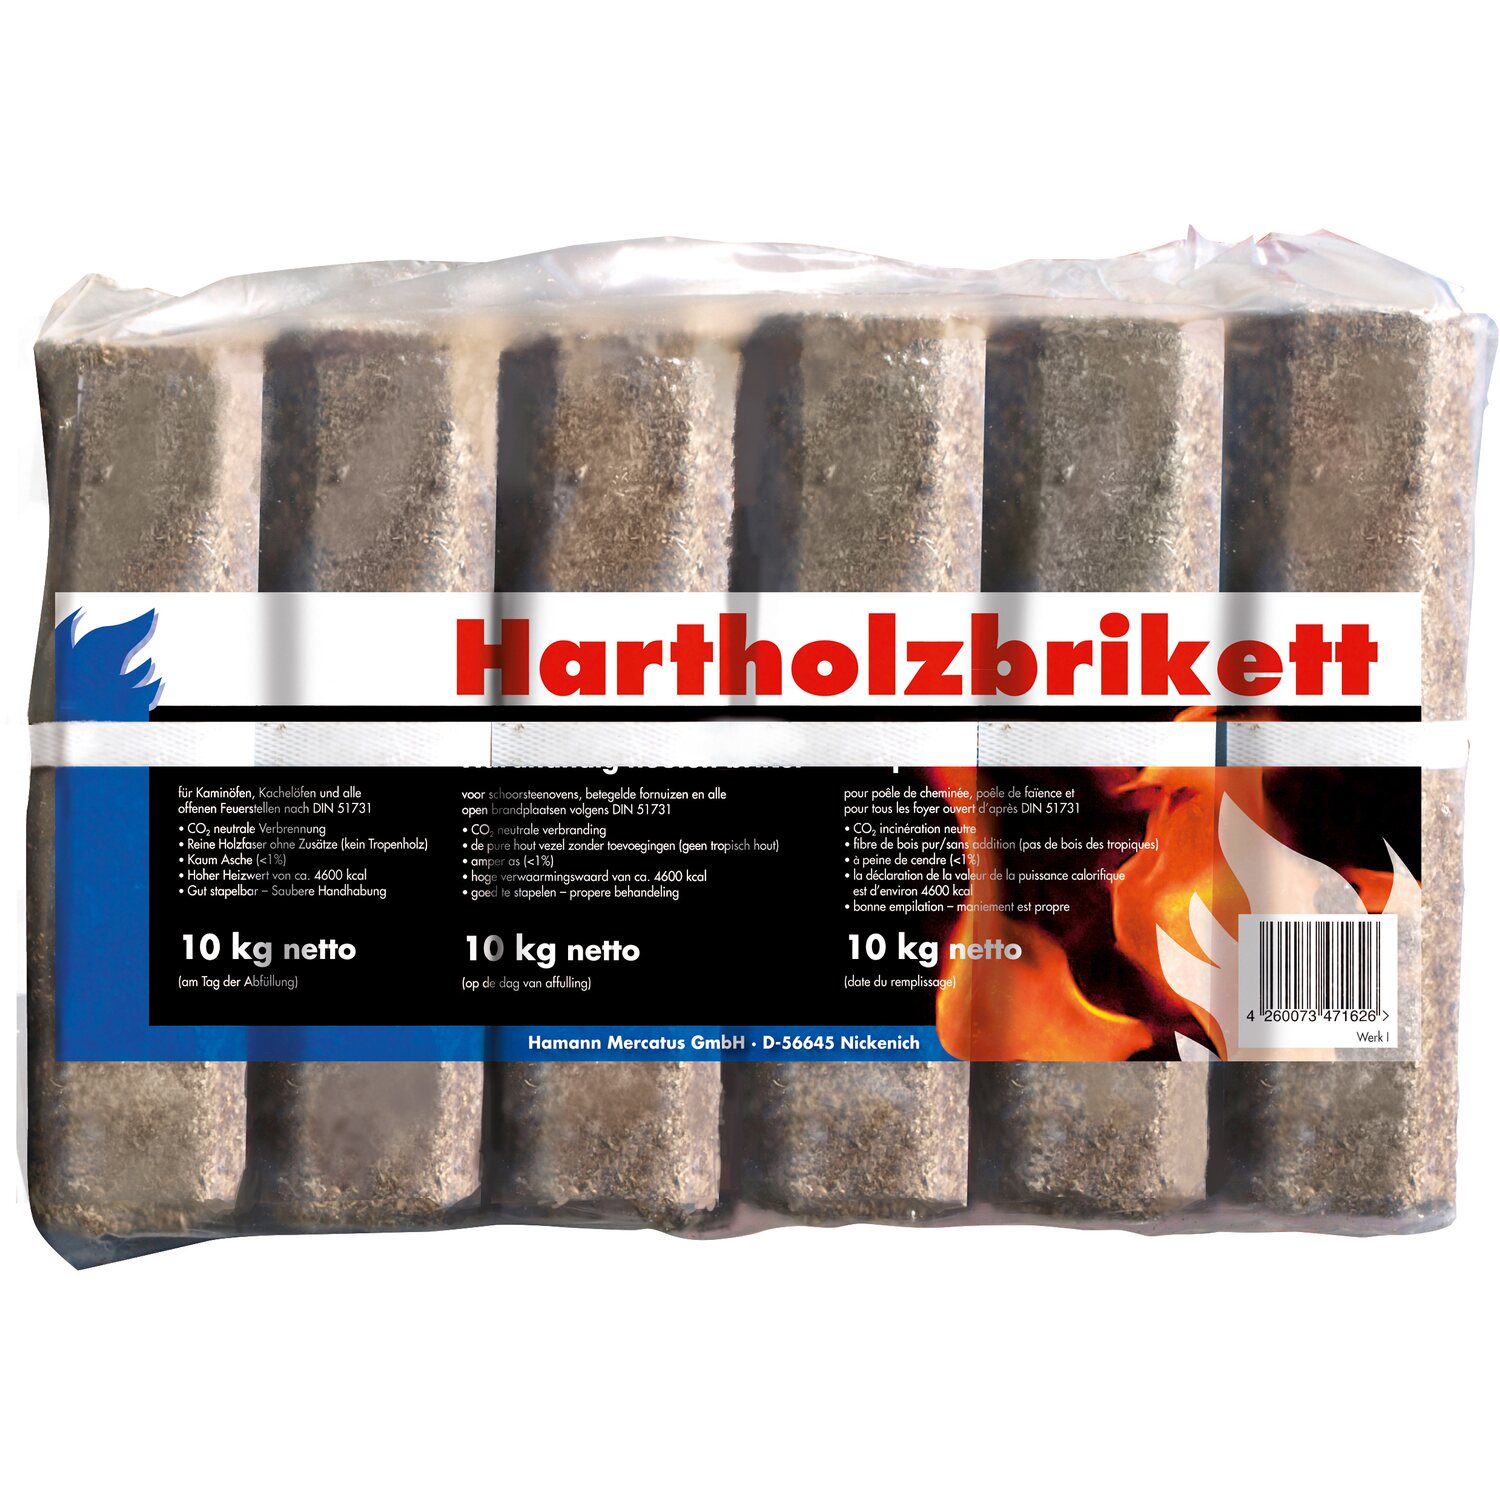 Hartholzbrikett
für Kaminöfen, Kachelöfen und alle
offenen Feuerstellen nach DIN 51731
• CO₂ neutrale Verbrennung
• Reine Holzfaser ohne Zusätze (kein Tropenholz)
• Kaum Asche (<1%)
• Hoher Heizwert von ca. 4600 kcal
• Gut stapelbar – Saubere Handhabung
10 kg netto
(am Tag der Abfüllung)
voor schoorsteenovens, betegelde fornuizen en alle
open brandplaatsen volgens DIN 51731
• CO₂ neutrale verbranding
• de pure hout vezel zonder toevoegingen (geen tropisch hout)
• amper as (<1%)
• hoge verwaarmingswaard van ca. 4600 kcal
• goed te stapelen – propere behandeling
10 kg netto
(op de dag van affulling)
pour poêle de cheminée, poêle de faïence et
pour tous les foyer ouvert d'après DIN 51731
• CO₂ incinération neutre
• fibre de bois pur/sans addition (pas de bois des tropiques)
• à peine de cendre (<1%)
• la déclaration de la valeur de la puissance calorifique
est d'environ 4600 kcal
• bonne empilation – maniement est propre
10 kg netto
(date du remplissage)
4 260073 471626 >
Werk I
Hamann Mercatus GmbH · D-56645 Nickenich